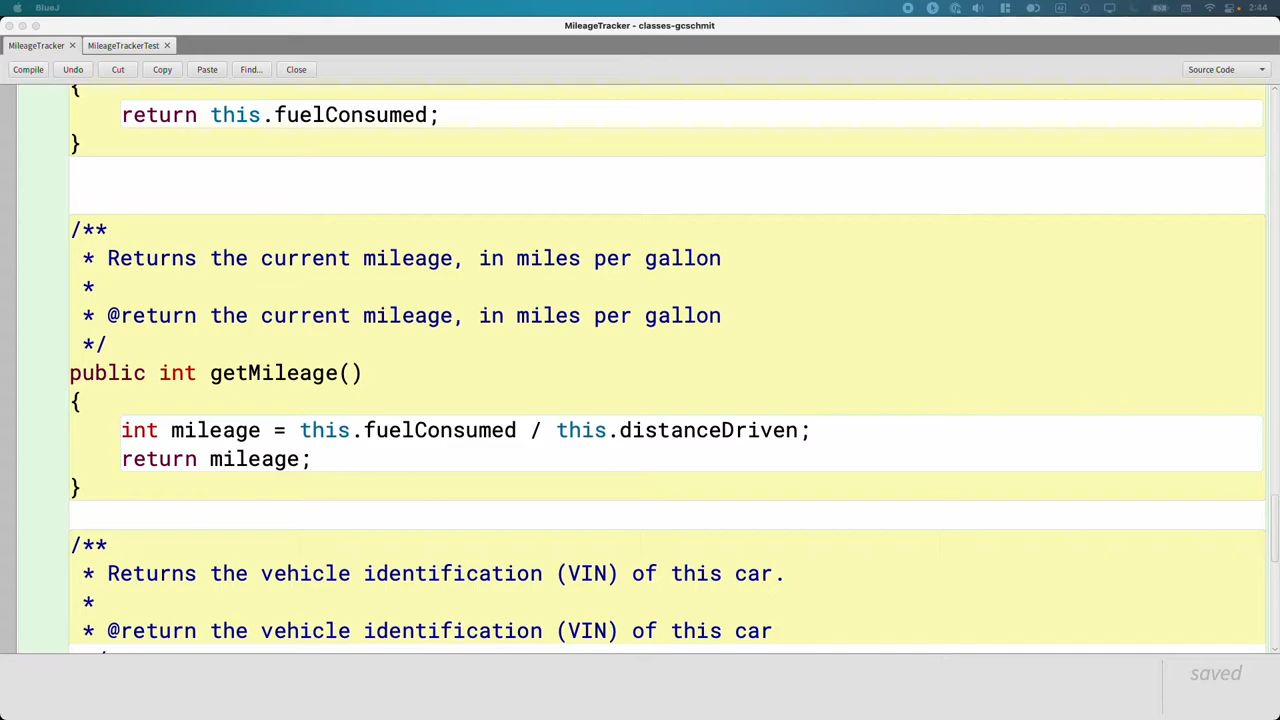 BlueJ
2:44
MileageTracker - classes-gcschmit
MileageTracker ×
MileageTrackerTest ×
Compile Undo Cut Copy Paste Find... Close Source Code
{
return this.fuelConsumed;
}
/**
* Returns the current mileage, in miles per gallon
*
* @return the current mileage, in miles per gallon
*/
public int getMileage()
{
int mileage = this.fuelConsumed / this.distanceDriven;
return mileage;
}
/**
* Returns the vehicle identification (VIN) of this car.
*
* @return the vehicle identification (VIN) of this car
saved